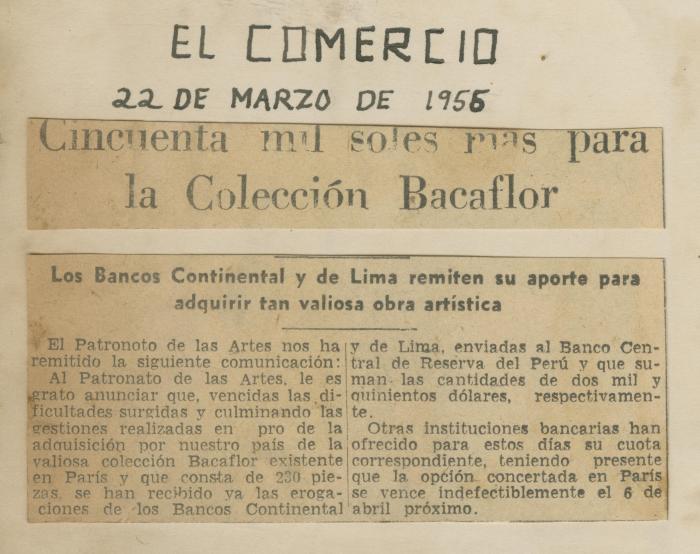 EL COMERCIO
22 DE MARZO DE 1955
Cincuenta mil soles más para
la Colección Bacaflor
Los Bancos Continental y de Lima remiten su aporte para
adquirir tan valiosa obra artística
El Patronoto de las Artes nos ha
remitido la siguiente comunicación:
Al Patronato de las Artes, le es
grato anunciar que, vencidas las di-
ficultades surgidas y culminando las
gestiones realizadas en pro de la
adquisición por nuestro país de la
valiosa colección Bacaflor existente
en París y que consta de 230 pie-
zas, se han recibido ya las eroga-
ciones de los Bancos Continental
y de Lima, enviadas al Banco Cen-
tral de Reserva del Perú y que su-
man las cantidades de dos mil y
quinientos dólares, respectivamen-
te.
Otras instituciones bancarias han
ofrecido para estos días su cuota
correspondiente, teniendo presente
que la opción concertada en París
se vence indefectiblemente el 6 de
abril próximo.